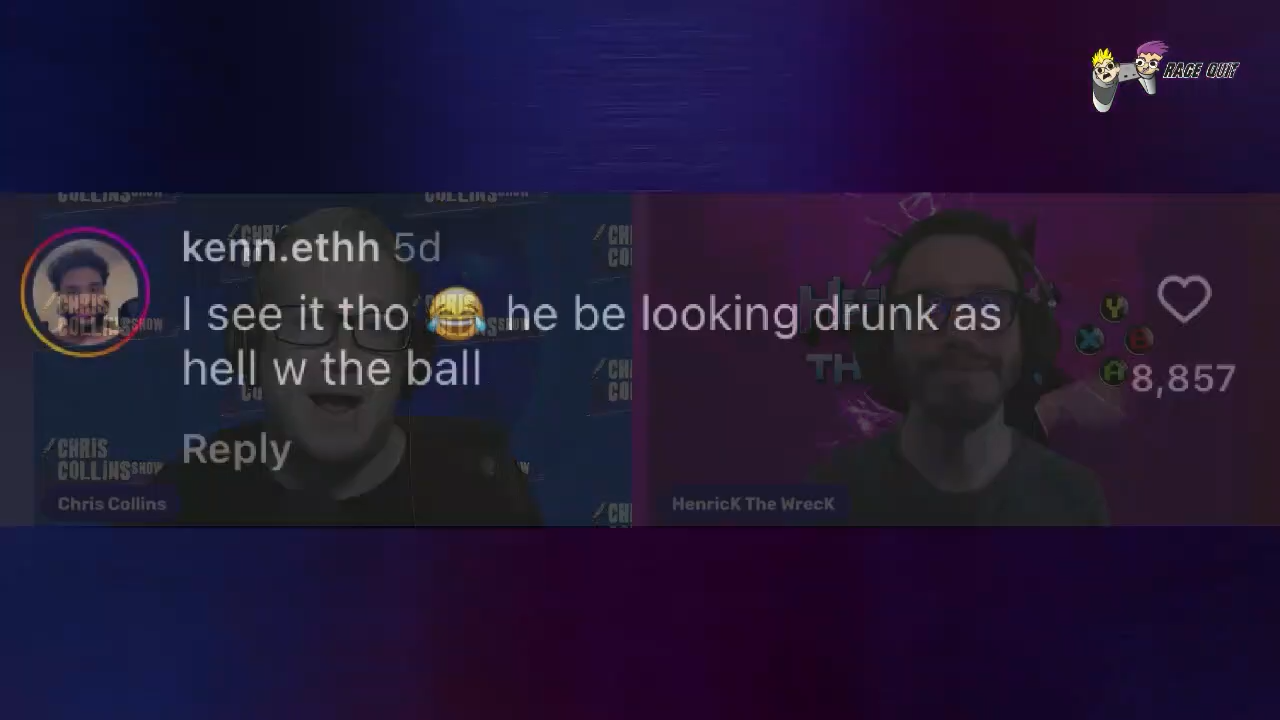 RAGE QUIT
kenn.ethh 5d
I see it tho 😂 he be looking drunk as
hell w the ball
Reply
8,857
Y
X
B
A
TH
CHRIS
COLLINS SHOW
Chris Collins
HenricK The WrecK